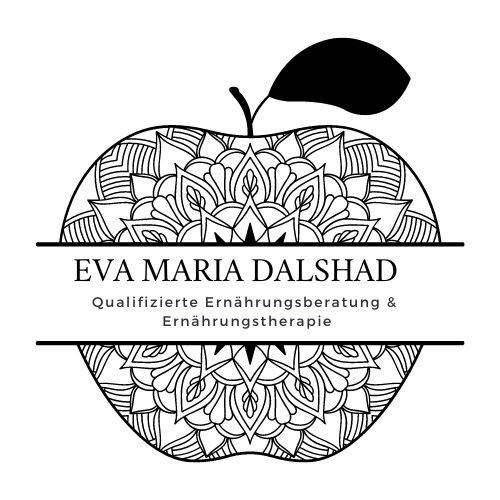 EVA MARIA DALSHAD
Qualifizierte Ernährungsberatung &
Ernährungstherapie